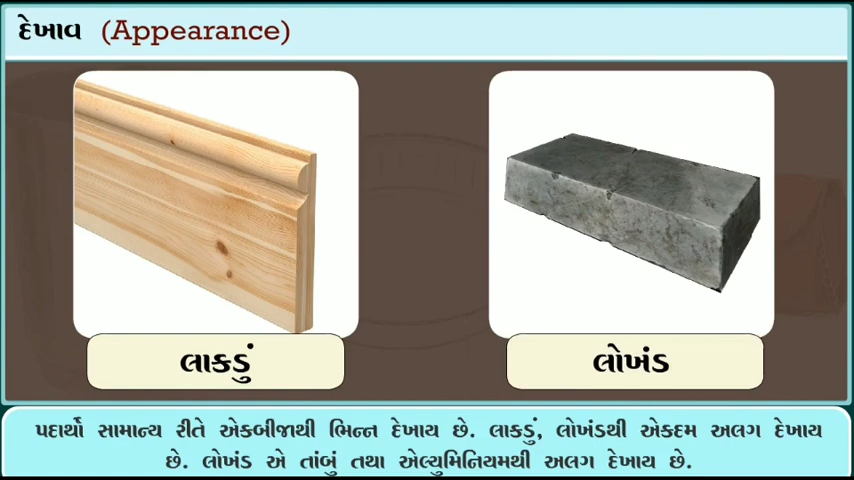 દેખાવ (Appearance)
લાકડું
લોખંડ
પદાર્થો સામાન્ય રીતે એકબીજાથી ભિન્ન દેખાય છે. લાકડું, લોખંડથી એકદમ અલગ દેખાય
છે. લોખંડ એ તાંબું તથા એલ્યુમિનિયમથી અલગ દેખાય છે.